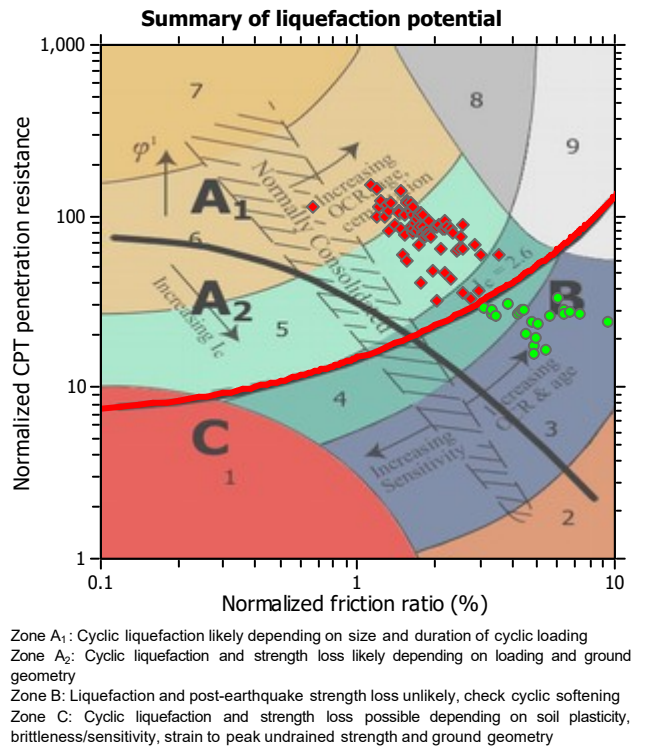 Summary of liquefaction potential
1,000
100
10
1
Normalized CPT penetration resistance
0.1
1
10
Normalized friction ratio (%)
7
8
9
φ'
A1
6
A2
5
4
C
1
B
3
2
Increasing
OCR, age,
cementation
Normally Consolidated
Increasing Ic
Ic = 2.6
Increasing
OCR & age
Increasing
Sensitivity
Zone A1: Cyclic liquefaction likely depending on size and duration of cyclic loading
Zone A2: Cyclic liquefaction and strength loss likely depending on loading and ground
geometry
Zone B: Liquefaction and post-earthquake strength loss unlikely, check cyclic softening
Zone C: Cyclic liquefaction and strength loss possible depending on soil plasticity,
brittleness/sensitivity, strain to peak undrained strength and ground geometry